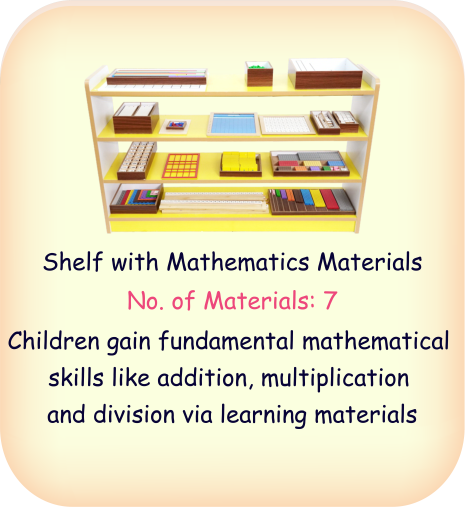 Shelf with Mathematics Materials
No. of Materials: 7
Children gain fundamental mathematical
skills like addition, multiplication
and division via learning materials